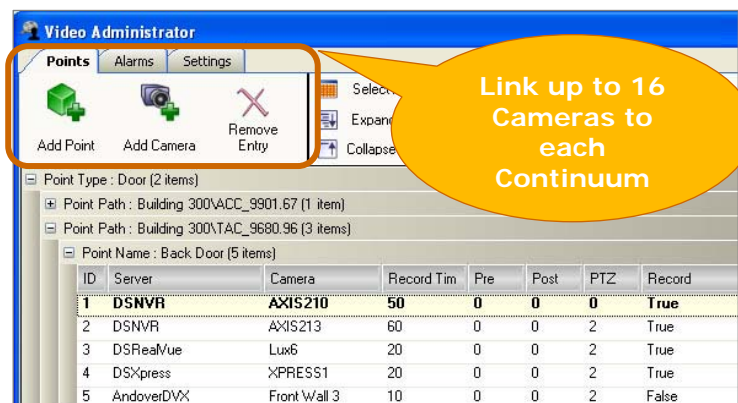 Video Administrator
Points Alarms Settings
Add Point Add Camera Remove Entry
Collapse
Link up to 16
Cameras to
each
Continuum
Point Type : Door (2 items)
Point Path : Building 300\ACC_9901.67 (1 item)
Point Path : Building 300\TAC_9680.96 (3 items)
Point Name : Back Door (5 items)
ID Server Camera Record Tim Pre Post PTZ Record
1 DSNVR AXIS210 50 0 0 0 True
2 DSNVR AXIS213 60 0 0 2 True
3 DSRealVue Lux6 20 0 0 2 True
4 DSXpress XPRESS1 20 0 0 2 True
5 AndoverDVX Front Wall 3 10 0 0 2 False